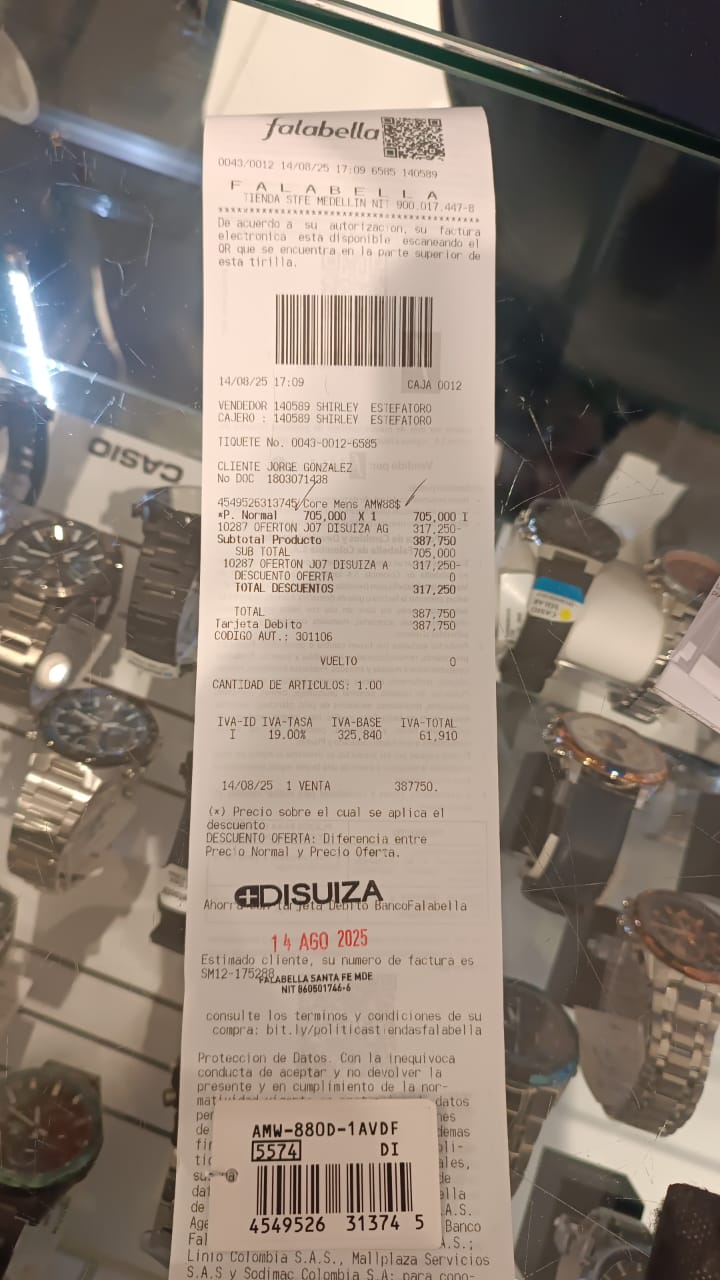 falabella
0043/0012 14/08/25 17:09 6585 140589
F A L A B E L L A
TIENDA STFE MEDELLIN NIT 900.017.447-8
De acuerdo a su autorizacion, su factura
electronica esta disponible escaneando el
QR que se encuentra en la parte superior de
esta tirilla.
14/08/25 17:09 CAJA 0012
VENDEDOR 140589 SHIRLEY ESTEFATORO
CAJERO : 140589 SHIRLEY ESTEFATORO
TIQUETE No. 0043-0012-6585
CLIENTE JORGE GONZALEZ
No DOC 1803071438
4549526313745/Core Mens AMW88$
*P. Normal 705,000 X 1 705,000 I
10287 OFERTON J07 DISUIZA AG 317,250-
Subtotal Producto 387,750
SUB TOTAL 705,000
10287 OFERTON J07 DISUIZA A 317,250-
DESCUENTO OFERTA 0
TOTAL DESCUENTOS 317,250
TOTAL 387,750
Tarjeta Debito 387,750
CODIGO AUT.: 301106
VUELTO 0
CANTIDAD DE ARTICULOS: 1.00
IVA-ID IVA-TASA IVA-BASE IVA-TOTAL
I 19.00% 325,840 61,910
14/08/25 1 VENTA 387750.
(*) Precio sobre el cual se aplica el
descuento
DESCUENTO OFERTA: Diferencia entre
Precio Normal y Precio Oferta.
DISUIZA
Ahorra con Tarjeta Debito BancoFalabella
14 AGO 2025
Estimado cliente, su numero de factura es
SM12-175288
FALABELLA SANTA FE MDE
NIT 860501746-6
consulte los terminos y condiciones de su
compra: bit.ly/politicastiendasfalabella
Proteccion de Datos. Con la inequivoca
conducta de aceptar y no devolver la
presente y en cumplimiento de la nor-
datos
AMW-880D-1AVDF
5574 DI
4549526 31374 5
A.S.
Banco
A.S.;
Linio Colombia S.A.S., Mallplaza Servicios
S.A.S y Sodimac Colombia S.A; para cono-
CASIO